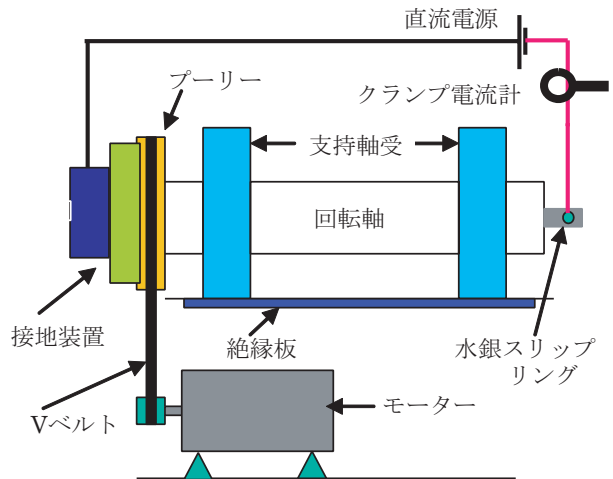 直流電源
プーリー
クランプ電流計
支持軸受
回転軸
接地装置
絶縁板
水銀スリップ
リング
Vベルト
モーター